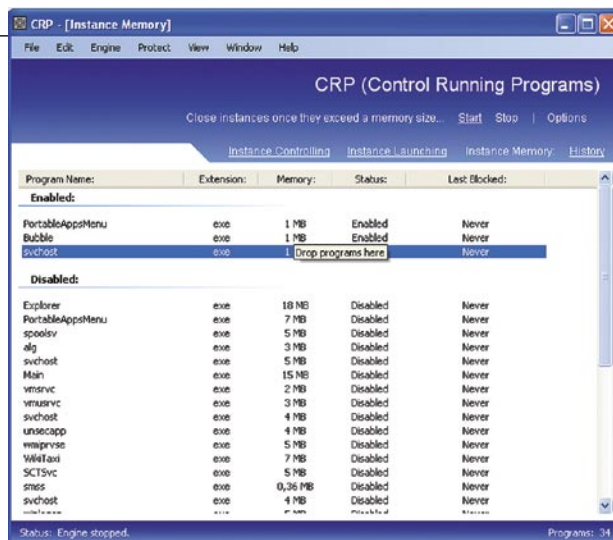 CRP - [Instance Memory]
File Edit Engine Protect View Window Help
CRP (Control Running Programs)
Close instances once they exceed a memory size... Start Stop | Options
Instance Controlling Instance Launching Instance Memory: History
Program Name: Extension: Memory: Status: Last Blocked:
Enabled:
PortableAppsMenu exe 1 MB Enabled Never
Bubble exe 1 MB Enabled Never
svchost exe 1 Drop programs here Never
Disabled:
Explorer exe 18 MB Disabled Never
PortableAppsMenu exe 7 MB Disabled Never
spoolsv exe 5 MB Disabled Never
alg exe 3 MB Disabled Never
svchost exe 5 MB Disabled Never
Main exe 15 MB Disabled Never
vmsrvc exe 2 MB Disabled Never
vmusrvc exe 3 MB Disabled Never
svchost exe 4 MB Disabled Never
unsecapp exe 4 MB Disabled Never
wmiprvse exe 5 MB Disabled Never
WikiTaxi exe 7 MB Disabled Never
SCTSvc exe 5 MB Disabled Never
smss exe 0,36 MB Disabled Never
svchost exe 4 MB Disabled Never
Status: Engine stopped. Programs: 34